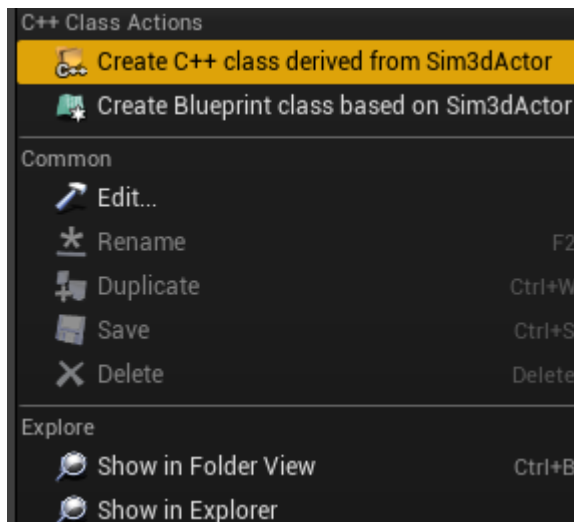 C++ Class Actions
C++ Create C++ class derived from Sim3dActor
Create Blueprint class based on Sim3dActor
Common
Edit...
Rename F2
Duplicate Ctrl+W
Save Ctrl+S
Delete Delete
Explore
Show in Folder View Ctrl+B
Show in Explorer